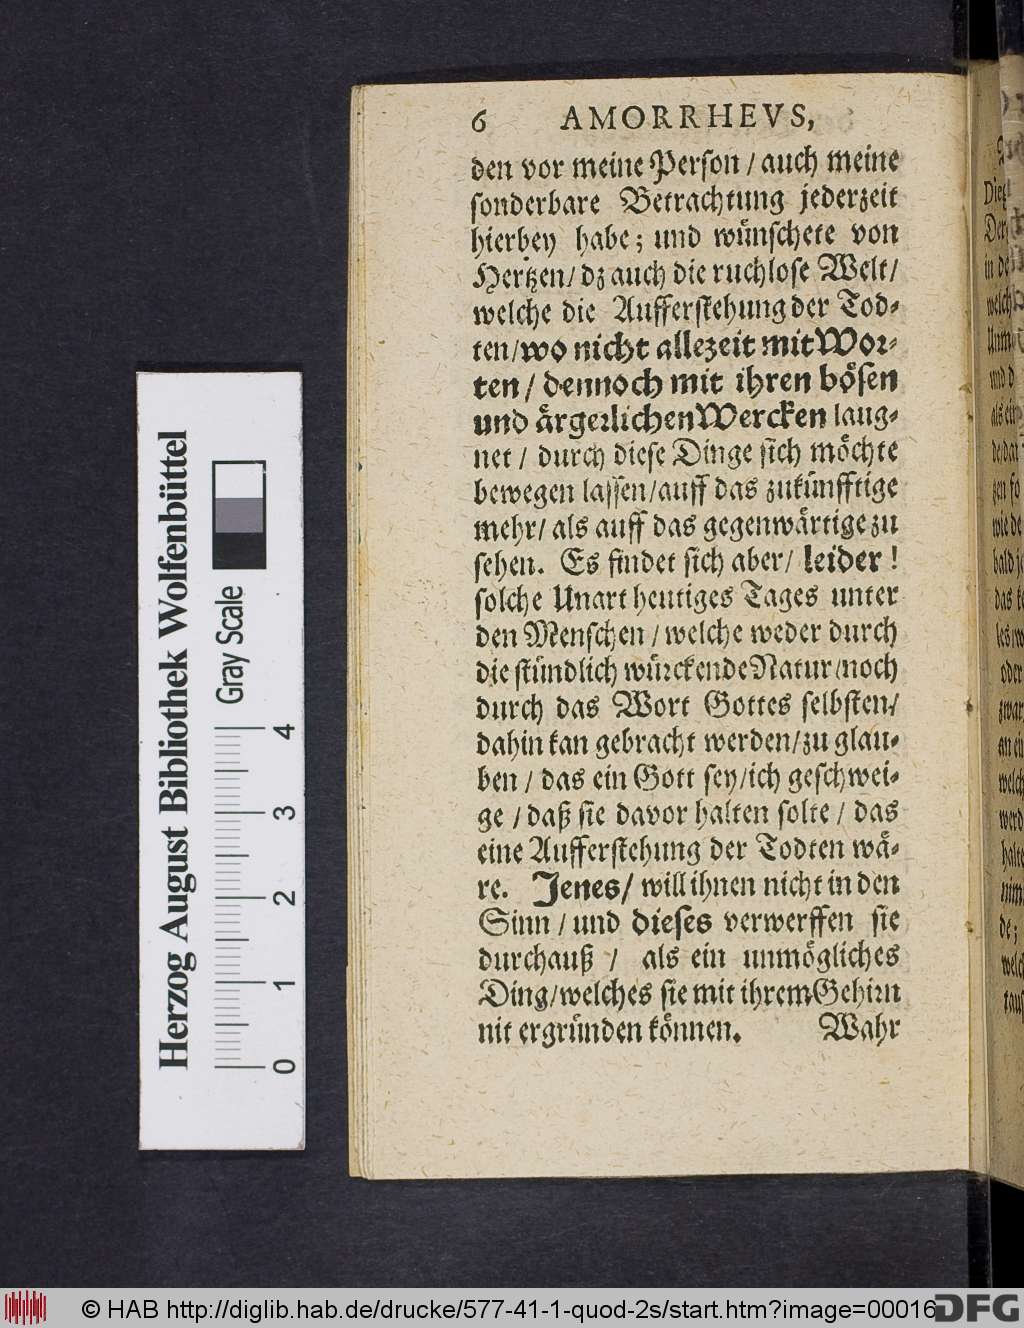 6 AMORRHEVS,
den vor meine Person / auch meine
sonderbare Betrachtung jederzeit
hierbey habe; und wünschete von
Hertzen / dz auch die ruchlose Welt /
welche die Aufferstehung der Tod-
ten / wo nicht allezeit mit Wor-
ten / dennoch mit ihren bösen
und ärgerlichen Wercken laug-
net / durch diese Dinge sich möchte
bewegen lassen / auff das zukünfftige
mehr / als auff das gegenwärtige zu
sehen. Es findet sich aber / leider !
solche Unart heutiges Tages unter
den Menschen / welche weder durch
die stündlich würckende Natur / noch
durch das Wort Gottes selbsten /
dahin kan gebracht werden / zu glau-
ben / das ein Gott sey / ich geschwei-
ge / daß sie davor halten solte / das
eine Aufferstehung der Todten wä-
re. Jenes / will ihnen nicht in den
Sinn / und dieses verwerffen sie
durchauß / als ein unmögliches
Ding / welches sie mit ihrem Gehirn
nit ergründen können. Wahr
Herzog August Bibliothek Wolfenbüttel
Gray Scale
0 1 2 3 4
© HAB http://diglib.hab.de/drucke/577-41-1-quod-2s/start.htm?image=00016
DFG